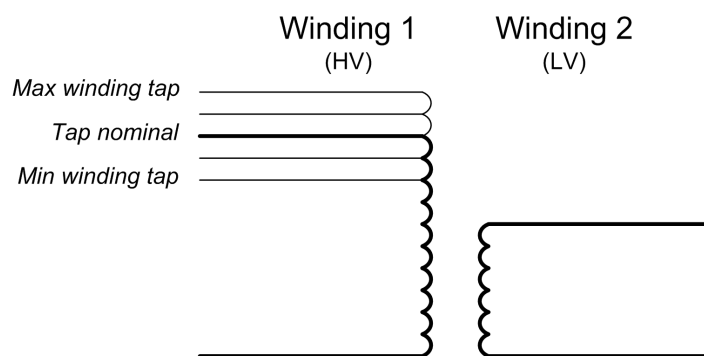 Winding 1
(HV)
Winding 2
(LV)
Max winding tap
Tap nominal
Min winding tap